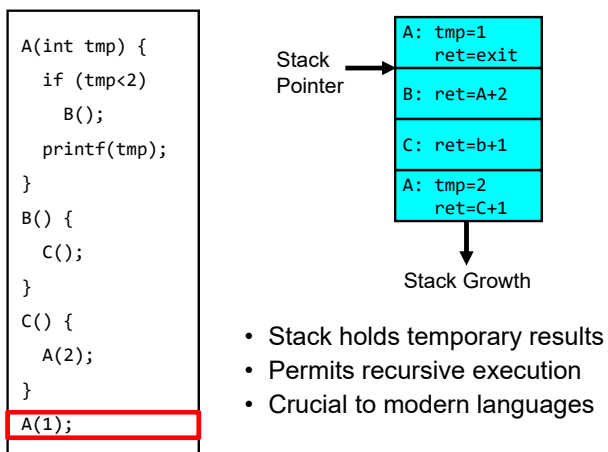 A(int tmp) {
if (tmp<2)
B();
printf(tmp);
}
B() {
C();
}
C() {
A(2);
}
A(1);
Stack
Pointer
A: tmp=1
ret=exit
B: ret=A+2
C: ret=b+1
A: tmp=2
ret=C+1
Stack Growth
• Stack holds temporary results
• Permits recursive execution
• Crucial to modern languages